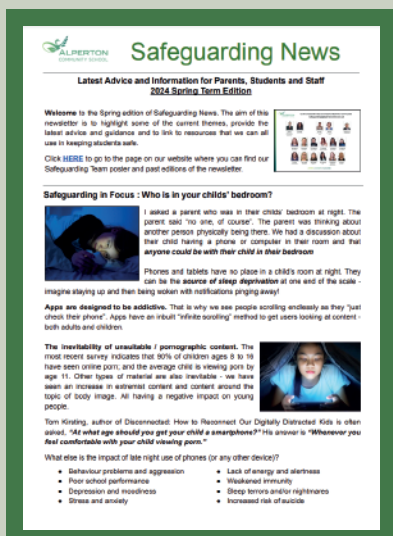 ALPERTON
COMMUNITY SCHOOL
Safeguarding News
Latest Advice and Information for Parents, Students and Staff
2024 Spring Term Edition
Welcome to the Spring edition of Safeguarding News. The aim of this
newsletter is to highlight some of the current themes, provide the
latest advice and guidance and to link to resources that we can all
use in keeping students safe.
Click HERE to go to the page on our website where you can find our
Safeguarding Team poster and past editions of the newsletter.
Safeguarding in Focus : Who is in your childs' bedroom?
I asked a parent who was in their childs' bedroom at night. The
parent said "no one, of course". The parent was thinking about
another person physically being there. We had a discussion about
their child having a phone or computer in their room and that
anyone could be with their child in their bedroom
Phones and tablets have no place in a child's room at night. They
can be the source of sleep deprivation at one end of the scale -
imagine staying up and then being woken with notifications pinging away!
Apps are designed to be addictive. That is why we see people scrolling endlessly as they "just
check their phone". Apps have an inbuilt "infinite scrolling" method to get users looking at content -
both adults and children.
The inevitability of unsuitable / pornographic content. The
most recent survey indicates that 90% of children ages 8 to 16
have seen online porn; and the average child is viewing porn by
age 11. Other types of material are also inevitable - we have
seen an increase in extremist content and content around the
topic of body image. All having a negative impact on young
people.
Tom Kersting, author of Disconnected: How to Reconnect Our Digitally Distracted Kids is often
asked, "At what age should you get your child a smartphone?" His answer is "Whenever you
feel comfortable with your child viewing porn."
What else is the impact of late night use of phones (or any other device)?
• Behaviour problems and aggression
• Poor school performance
• Depression and moodiness
• Stress and anxiety
• Lack of energy and alertness
• Weakened immunity
• Sleep terrors and/or nightmares
• Increased risk of suicide